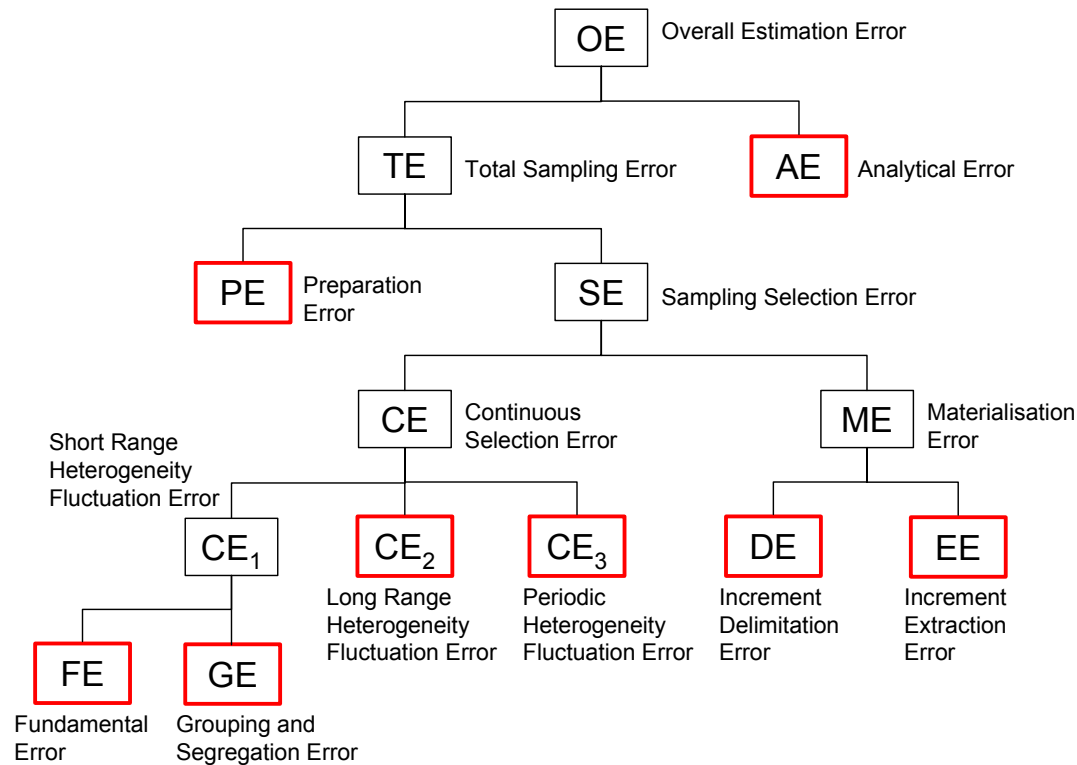 OE
Overall Estimation Error
TE
Total Sampling Error
AE
Analytical Error
PE
Preparation
Error
SE
Sampling Selection Error
CE
Continuous
Selection Error
ME
Materialisation
Error
Short Range
Heterogeneity
Fluctuation Error
CE₁
CE₂
CE₃
DE
EE
Long Range
Heterogeneity
Fluctuation Error
Periodic
Heterogeneity
Fluctuation Error
Increment
Delimitation
Error
Increment
Extraction
Error
FE
GE
Fundamental
Error
Grouping and
Segregation Error